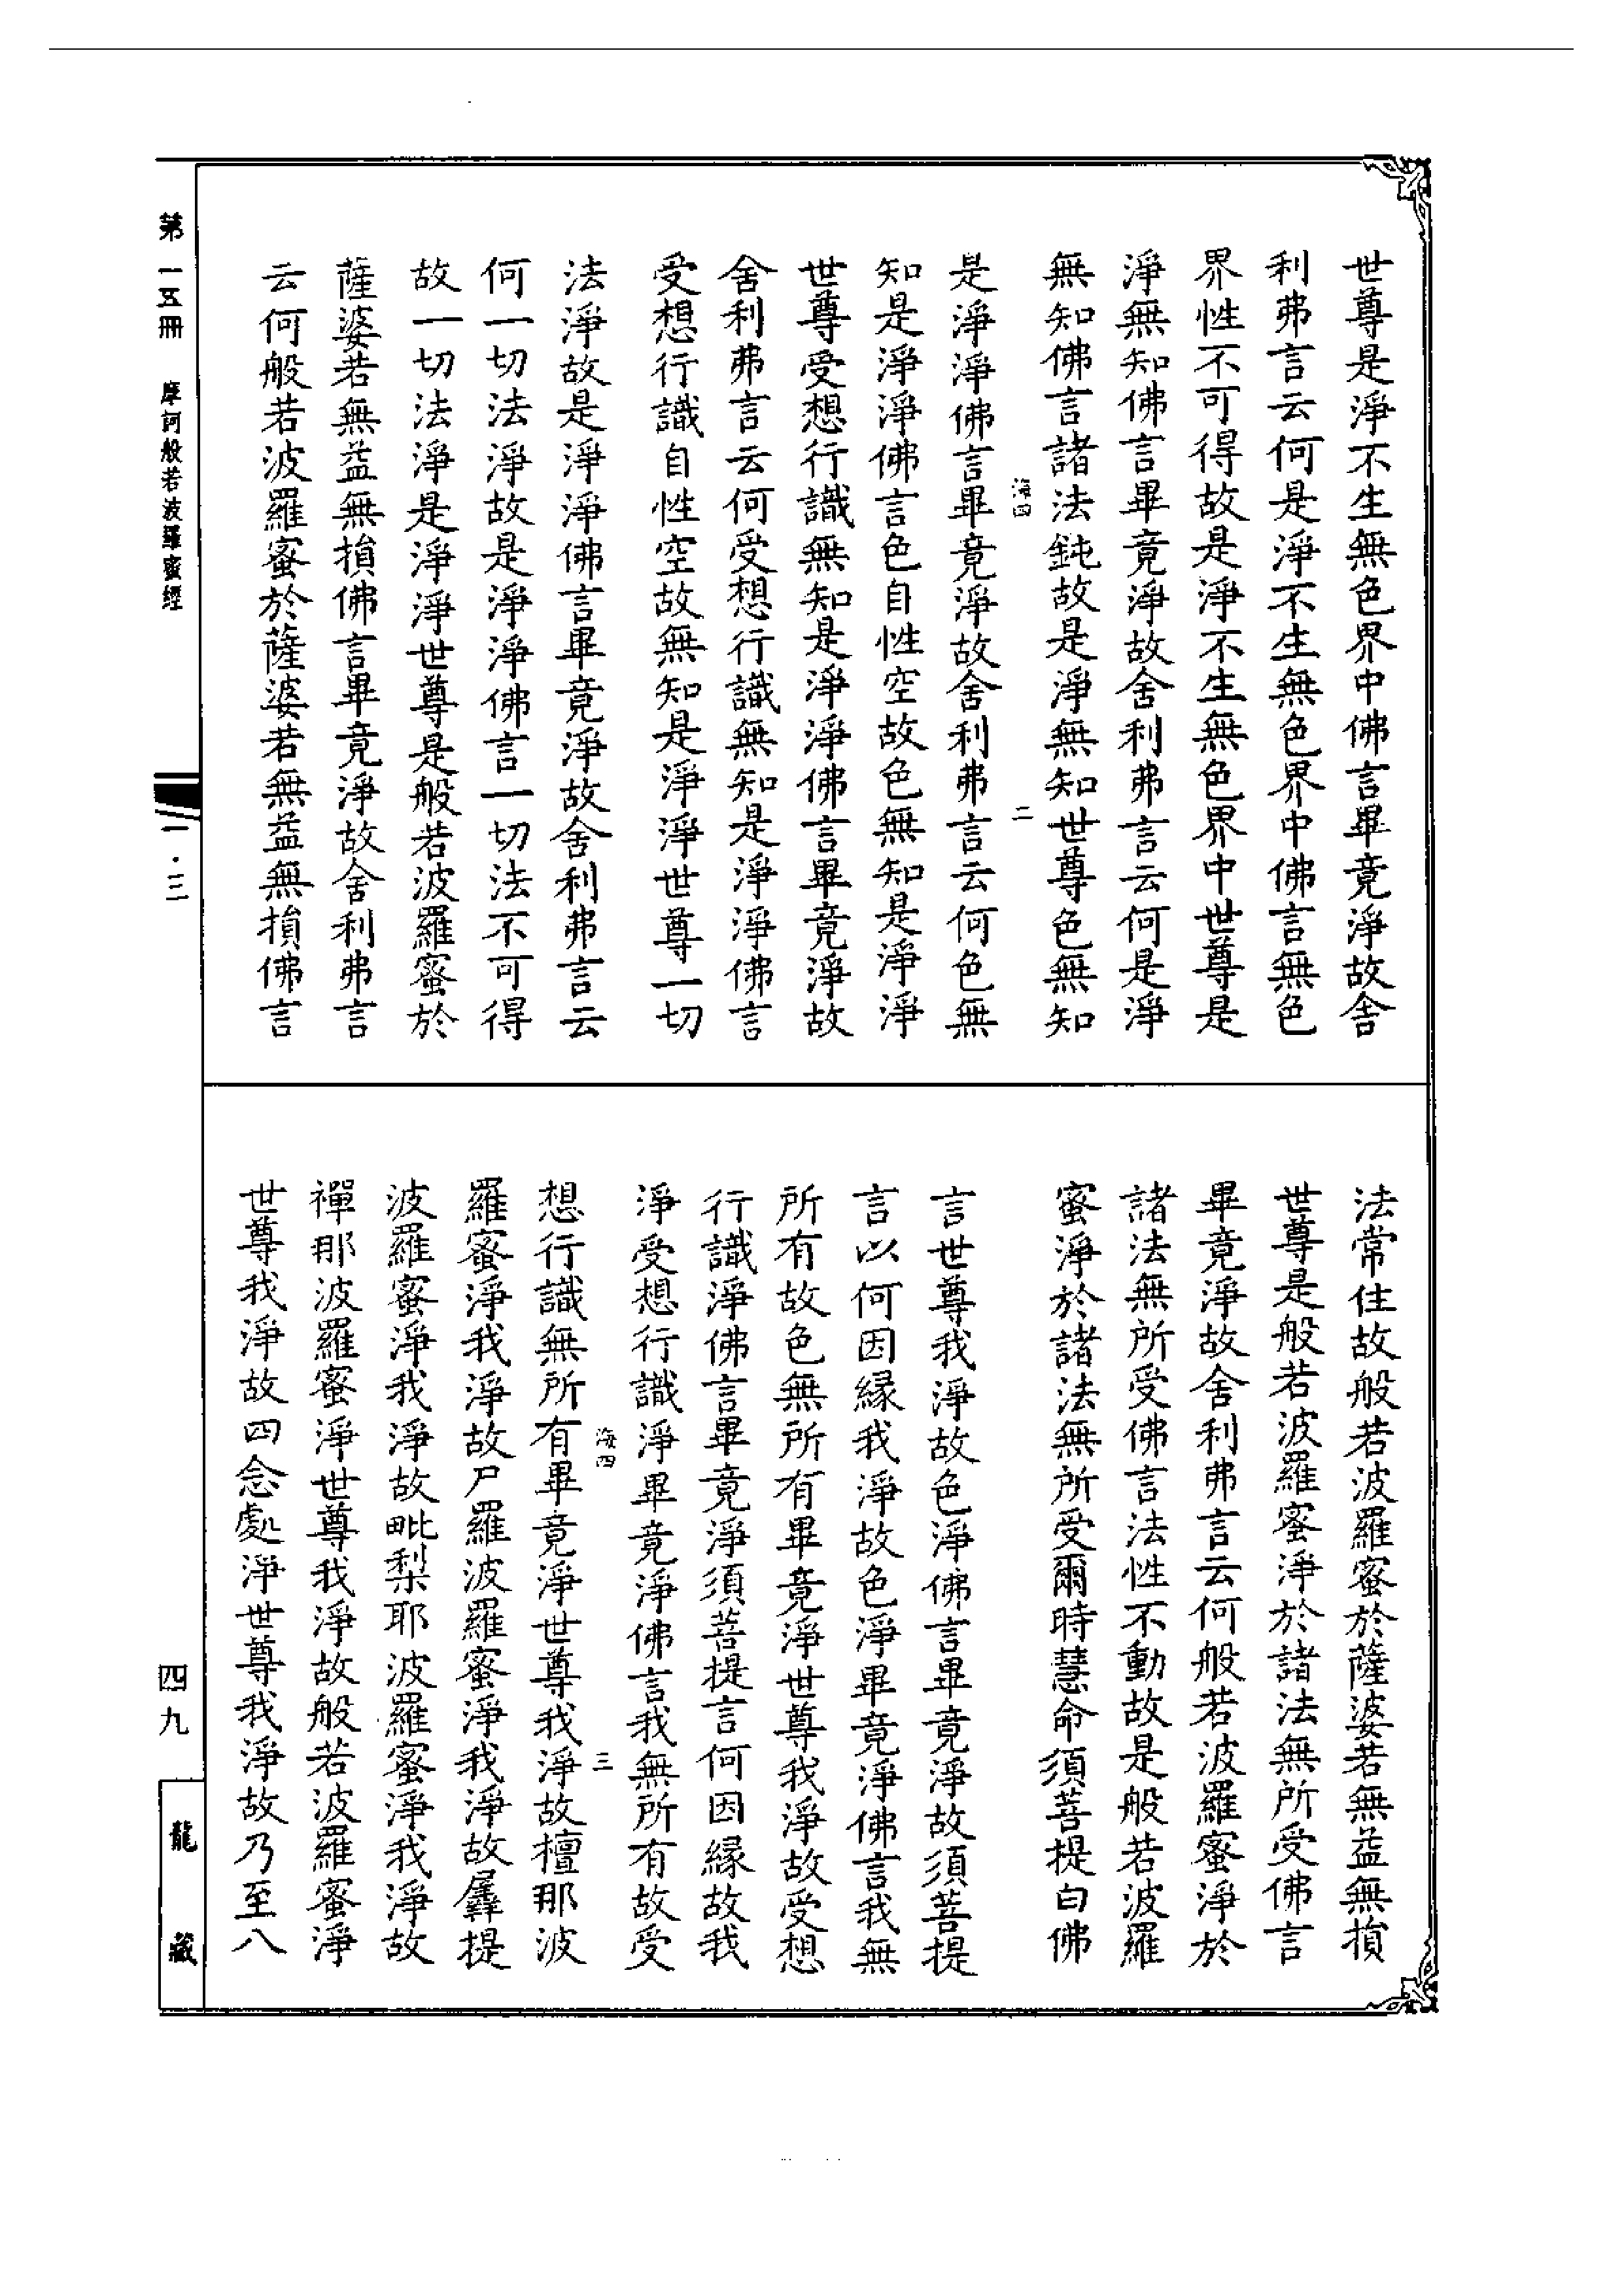 世尊是淨不生無色界中佛言畢竟淨故舍
利弗言云何是淨不生無色界中佛言無色
界性不可得故是淨不生無色界中世尊是
淨無知佛言畢竟淨故舍利弗言云何是淨
無知佛言諸法鈍故是淨無知世尊色無知
海四 二
是淨淨佛言畢竟淨故舍利弗言云何色無
知是淨淨佛言色自性空故色無知是淨淨
世尊受想行識無知是淨淨佛言畢竟淨故
舍利弗言云何受想行識無知是淨淨佛言
受想行識自性空故無知是淨淨世尊一切
法淨故是淨淨佛言畢竟淨故舍利弗言云
何一切法淨故是淨淨佛言一切法不可得
故一切法淨是淨淨世尊是般若波羅蜜於
薩婆若無益無損佛言畢竟淨故舍利弗言
云何般若波羅蜜於薩婆若無益無損佛言
法常住故般若波羅蜜於薩婆若無益無損
世尊是般若波羅蜜淨於諸法無所受佛言
畢竟淨故舍利弗言云何般若波羅蜜淨於
諸法無所受佛言法性不動故是般若波羅
蜜淨於諸法無所受爾時慧命須菩提白佛
言世尊我淨故色淨佛言畢竟淨故須菩提
言以何因緣我淨故色淨畢竟淨佛言我無
所有故色無所有畢竟淨世尊我淨故受想
行識淨佛言畢竟淨須菩提言何因緣故我
淨受想行識淨畢竟淨佛言我無所有故受
海四 三
想行識無所有畢竟淨世尊我淨故檀那波
羅蜜淨我淨故尸羅波羅蜜淨我淨故羼提
波羅蜜淨我淨故毗梨耶波羅蜜淨我淨故
禪那波羅蜜淨世尊我淨故般若波羅蜜淨
世尊我淨故四念處淨世尊我淨故乃至八
第一五冊 摩訶般若波羅蜜經
一·三
四九
龍藏